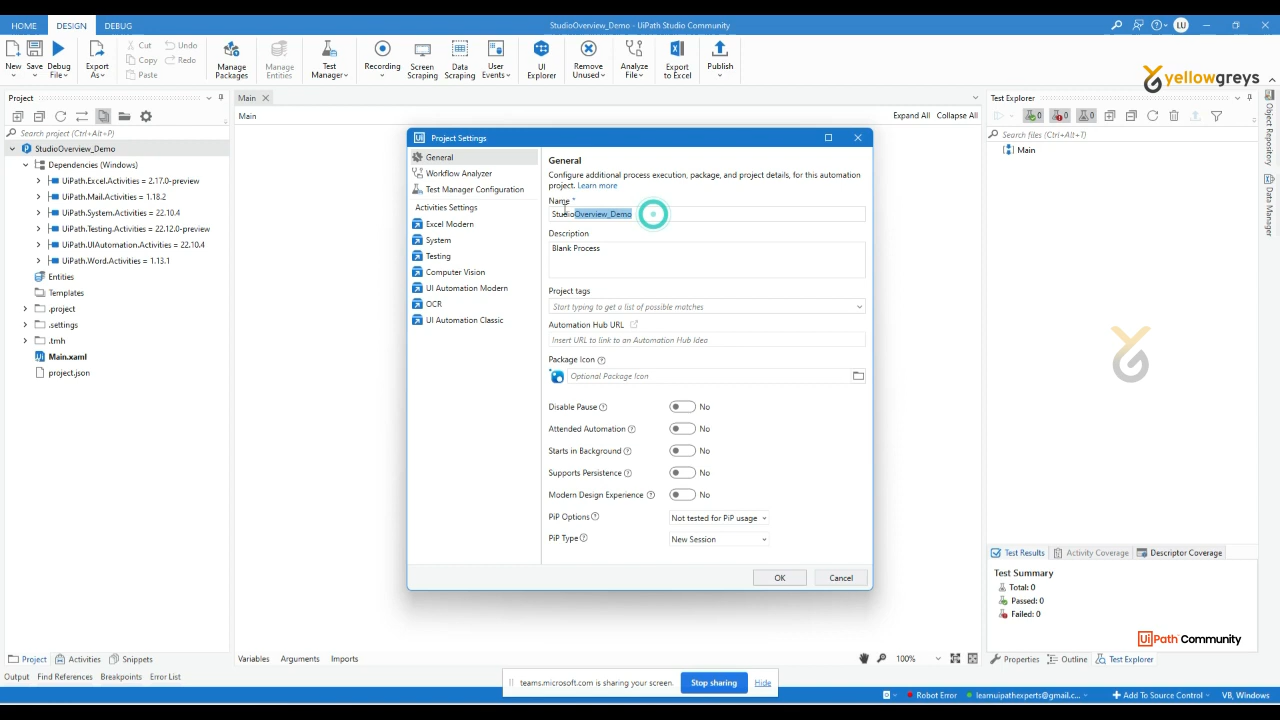 HOME DESIGN DEBUG
StudioOverview_Demo - UiPath Studio Community
LU
New
Save
Debug File
Export As
Cut
Copy
Paste
Undo
Redo
Manage Packages
Manage Entities
Test Manager
Recording
Screen Scraping
Data Scraping
User Events
UI Explorer
Remove Unused
Analyze File
Export to Excel
Publish
yellowgreys
Project
Search project (Ctrl+Alt+P)
StudioOverview_Demo
Dependencies (Windows)
UiPath.Excel.Activities = 2.17.0-preview
UiPath.Mail.Activities = 1.18.2
UiPath.System.Activities = 22.10.4
UiPath.Testing.Activities = 22.12.0-preview
UiPath.UIAutomation.Activities = 22.10.4
UiPath.Word.Activities = 1.13.1
Entities
Templates
.project
.settings
.tmh
Main.xaml
project.json
Main
Main
Expand All Collapse All
Project Settings
General
Workflow Analyzer
Test Manager Configuration
Activities Settings
Excel Modern
System
Testing
Computer Vision
UI Automation Modern
OCR
UI Automation Classic
General
Configure additional process execution, package, and project details, for this automation
project. Learn more
Name *
StudioOverview_Demo
Description
Blank Process
Project tags
Start typing to get a list of possible matches
Automation Hub URL
Insert URL to link to an Automation Hub Idea
Package Icon
Optional Package Icon
Disable Pause No
Attended Automation No
Starts in Background No
Supports Persistence No
Modern Design Experience No
PiP Options Not tested for PiP usage
PiP Type New Session
OK Cancel
Test Explorer
0 0 0
Search files (Ctrl+Alt+T)
Main
Object Repository
Data Manager
Test Results Activity Coverage Descriptor Coverage
Test Summary
Total: 0
Passed: 0
Failed: 0
UiPath Community
Project Activities Snippets
Variables Arguments Imports
100%
Properties Outline Test Explorer
Output Find References Breakpoints Error List
teams.microsoft.com is sharing your screen. Stop sharing Hide
Robot Error learnuipathexperts@gmail.c... Add To Source Control VB, Windows